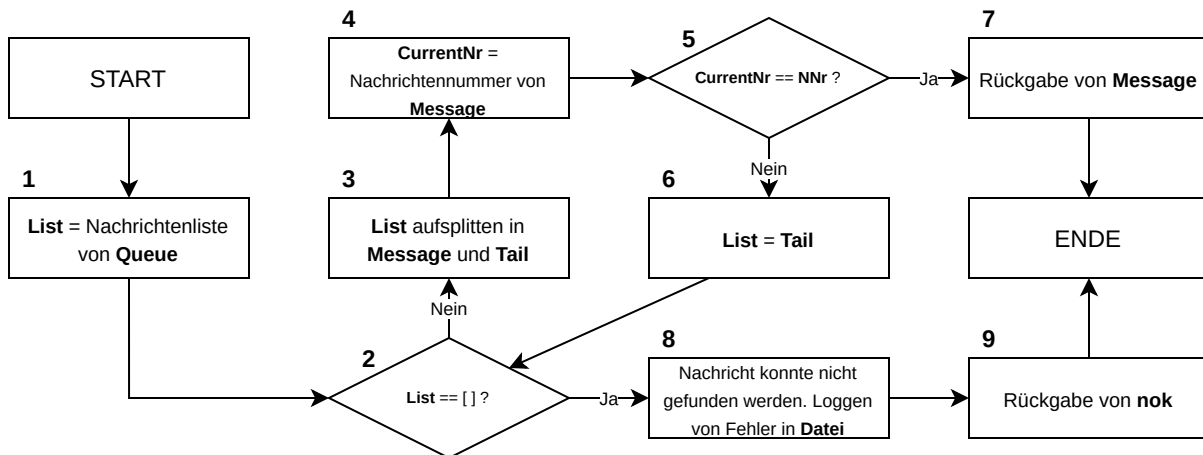 START
1
List = Nachrichtenliste
von Queue
2
List == [ ] ?
Nein
Ja
3
List aufsplitten in
Message und Tail
4
CurrentNr =
Nachrichtennummer von
Message
5
CurrentNr == NNr ?
Ja
Nein
6
List = Tail
7
Rückgabe von Message
ENDE
8
Nachricht konnte nicht
gefunden werden. Loggen
von Fehler in Datei
9
Rückgabe von nok